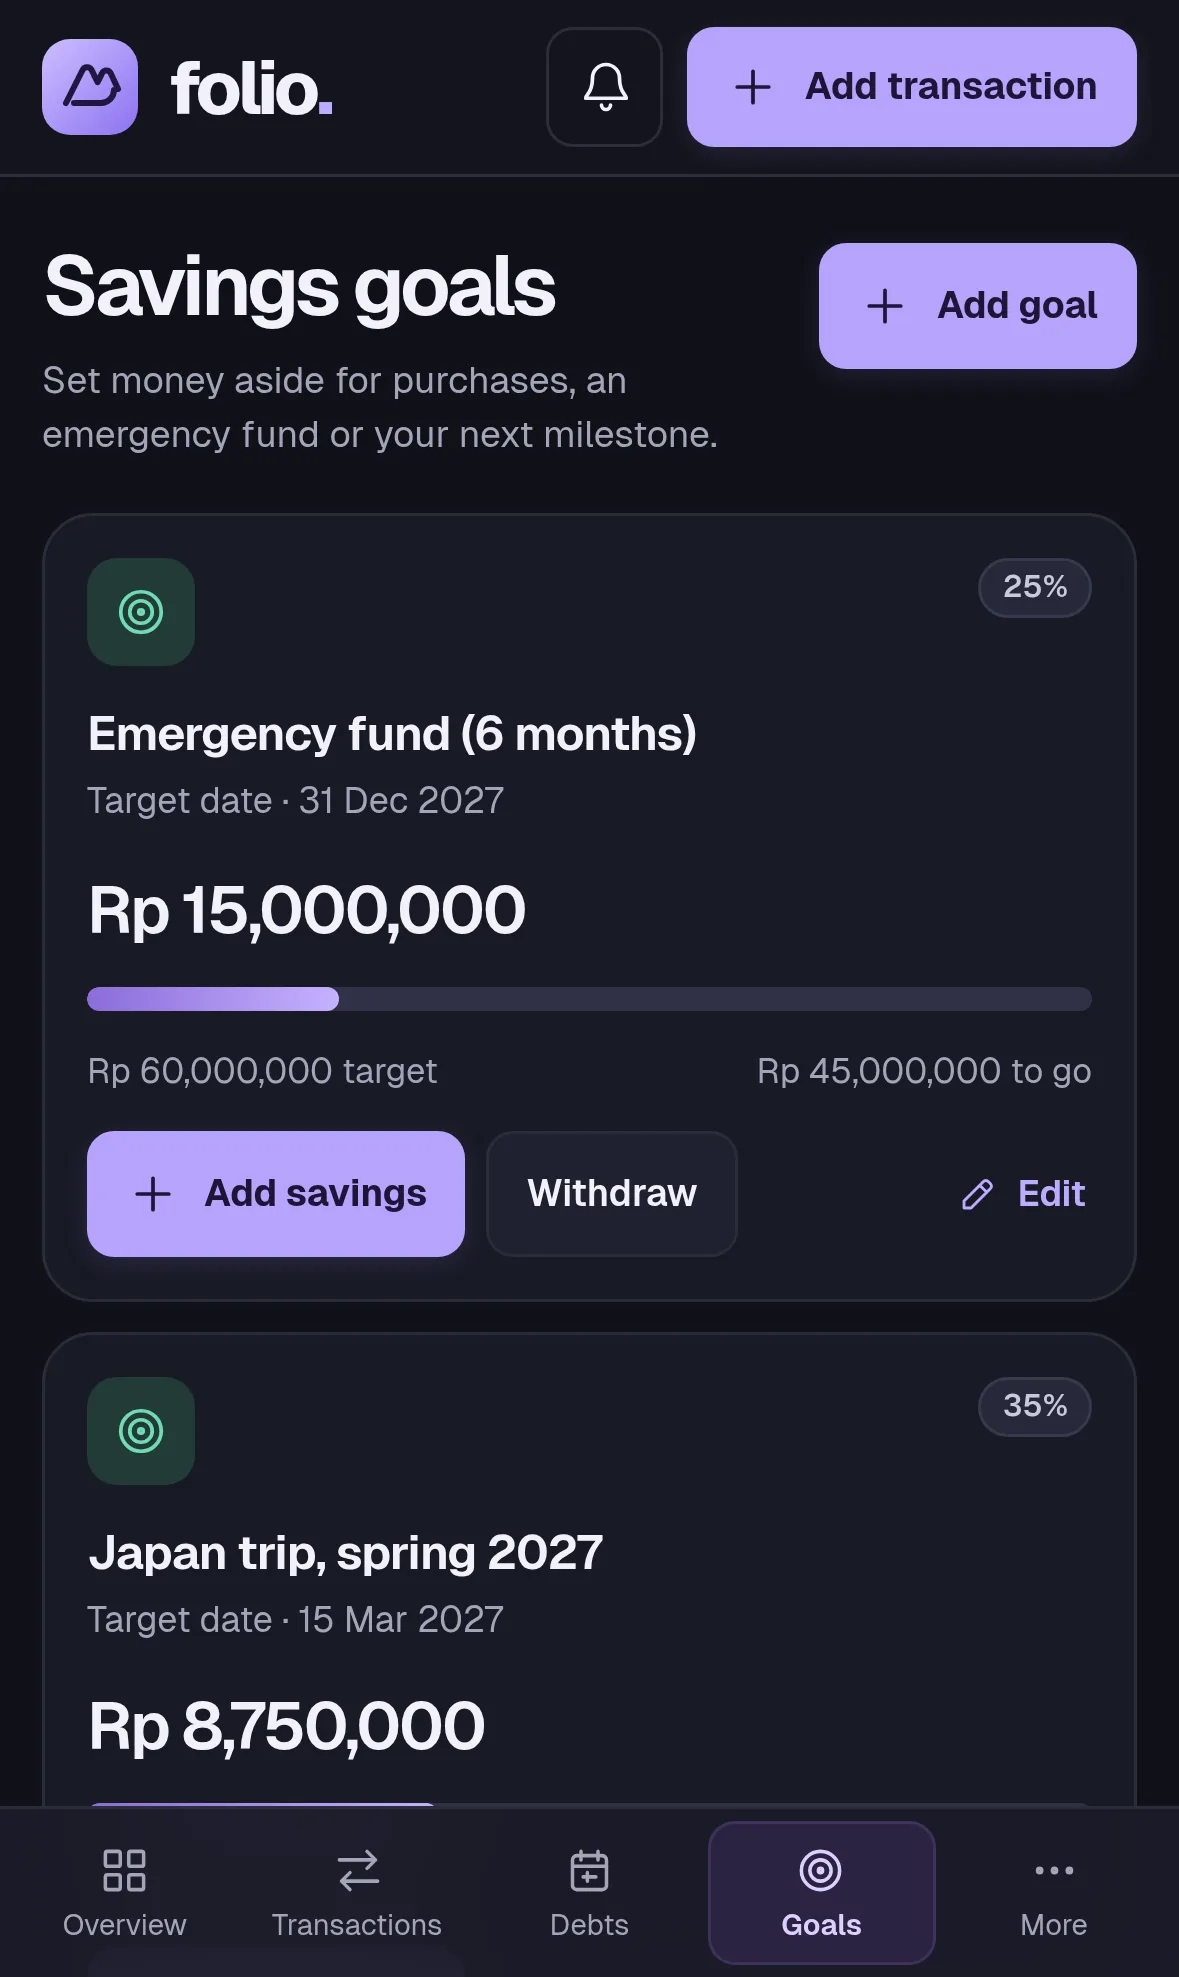 folio.
Add transaction
Savings goals
Add goal
Set money aside for purchases, an
emergency fund or your next milestone.
25%
Emergency fund (6 months)
Target date · 31 Dec 2027
Rp 15,000,000
Rp 60,000,000 target
Rp 45,000,000 to go
Add savings
Withdraw
Edit
35%
Japan trip, spring 2027
Target date · 15 Mar 2027
Rp 8,750,000
Overview
Transactions
Debts
Goals
More